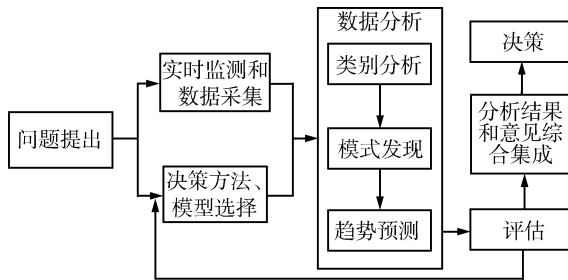 问题提出
实时监测和
数据采集
决策方法、
模型选择
数据分析
类别分析
模式发现
趋势预测
决策
分析结果
和意见综
合集成
评估